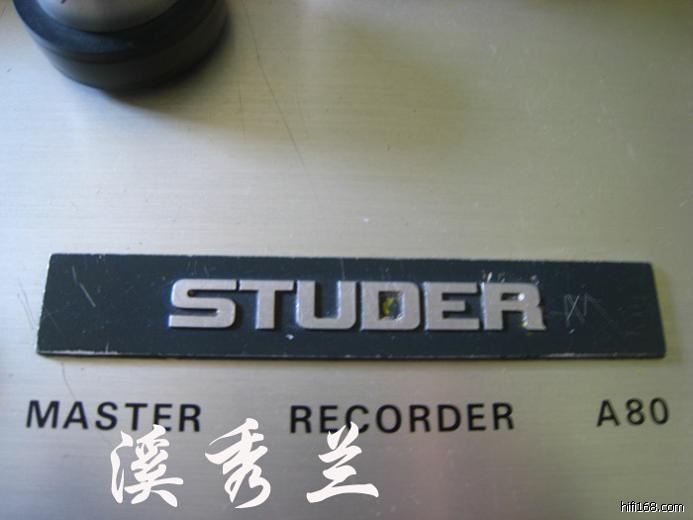 STUDER
MASTER RECORDER A80
溪秀兰
hifi168.com